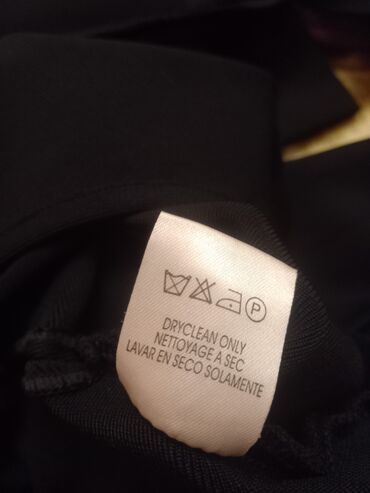 P
DRYCLEAN ONLY
NETTOYAGE A SEC
LAVAR EN SECO SOLAMENTE